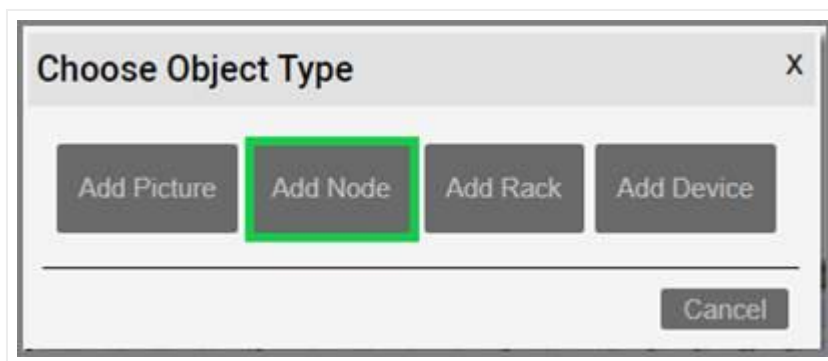 Choose Object Type X
Add Picture Add Node Add Rack Add Device
Cancel